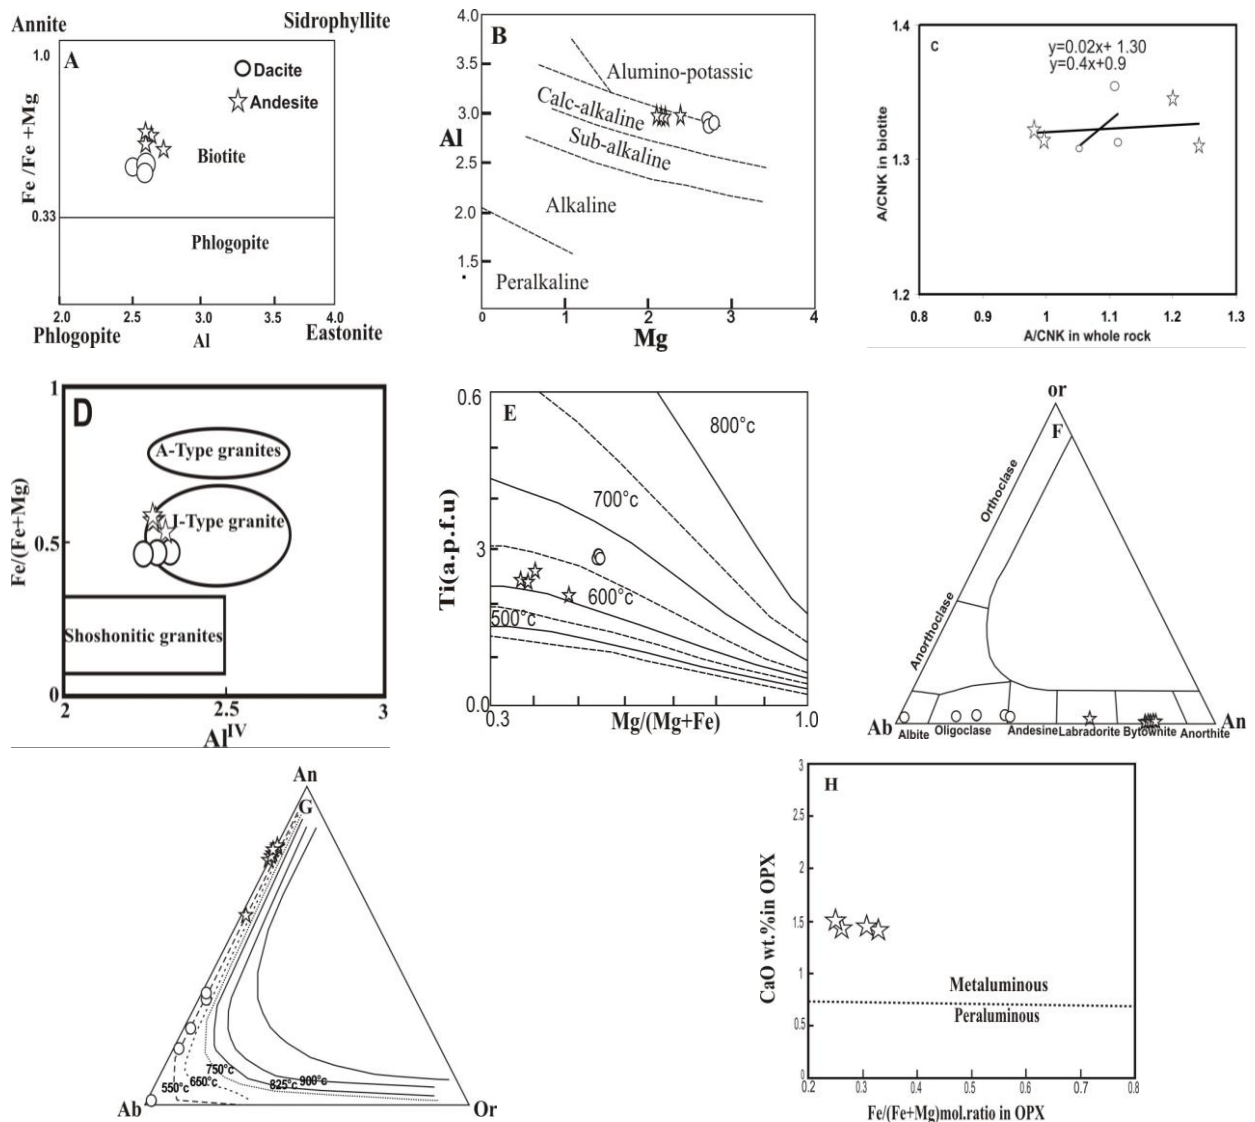 Annite
Sidrophyllite
A
1.0
Dacite
Andesite
Fe /Fe +Mg
Biotite
0.33
Phlogopite
2.0 2.5 3.0 3.5 4.0
Phlogopite
Al
Eastonite
B
4.0
3.5
3.0
2.5
2.0
1.5
Al
Alumino-potassic
Calc-alkaline
Sub-alkaline
Alkaline
Peralkaline
0 1 2 3 4
Mg
C
1.4
1.3
1.2
y=0.02x+ 1.30
y=0.4x+0.9
A/CNK in biotite
0.8 0.9 1 1.1 1.2 1.3
A/CNK in whole rock
D
1
0.5
0
Fe/(Fe+Mg)
A-Type granites
I-Type granite
Shoshonitic granites
2 2.5 3
Al^IV
E
0.6
3
0.0
Ti(a.p.f.u)
800°c
700°c
600°c
500°c
0.3
Mg/(Mg+Fe)
1.0
or
F
Orthoclase
Anorthoclase
Ab
An
Albite Oligoclase Andesine Labradorite Bytownite Anorthite
An
G
750°c
550°c
650°c
825°c
900°c
Ab
Or
H
3
2.5
2
1.5
1
0.5
0
CaO wt.%in OPX
Metaluminous
Peraluminous
0.2 0.3 0.4 0.5 0.6 0.7 0.8
Fe/(Fe+Mg)mol.ratio in OPX